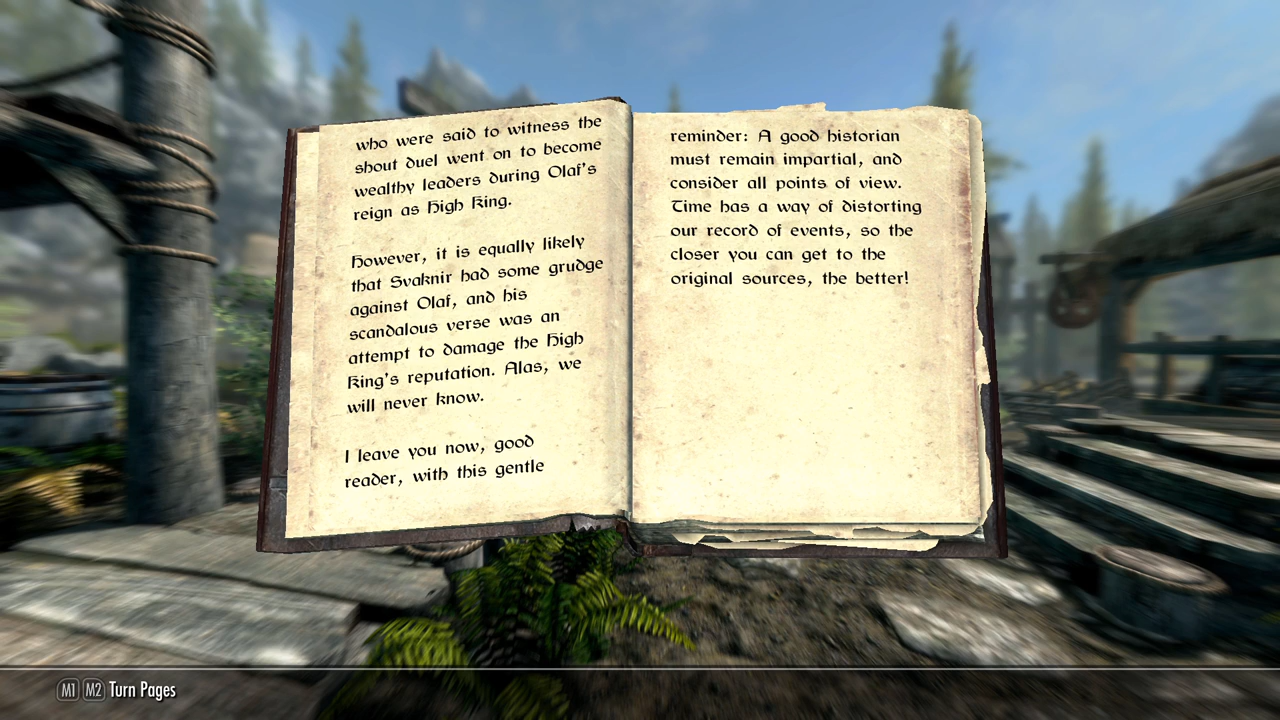 who were said to witness the
shout duel went on to become
wealthy leaders during Olaf's
reign as High King.
However, it is equally likely
that Svaknir had some grudge
against Olaf, and his
scandalous verse was an
attempt to damage the High
King's reputation. Alas, we
will never know.
I leave you now, good
reader, with this gentle
reminder: A good historian
must remain impartial, and
consider all points of view.
Time has a way of distorting
our record of events, so the
closer you can get to the
original sources, the better!
M1 M2 Turn Pages